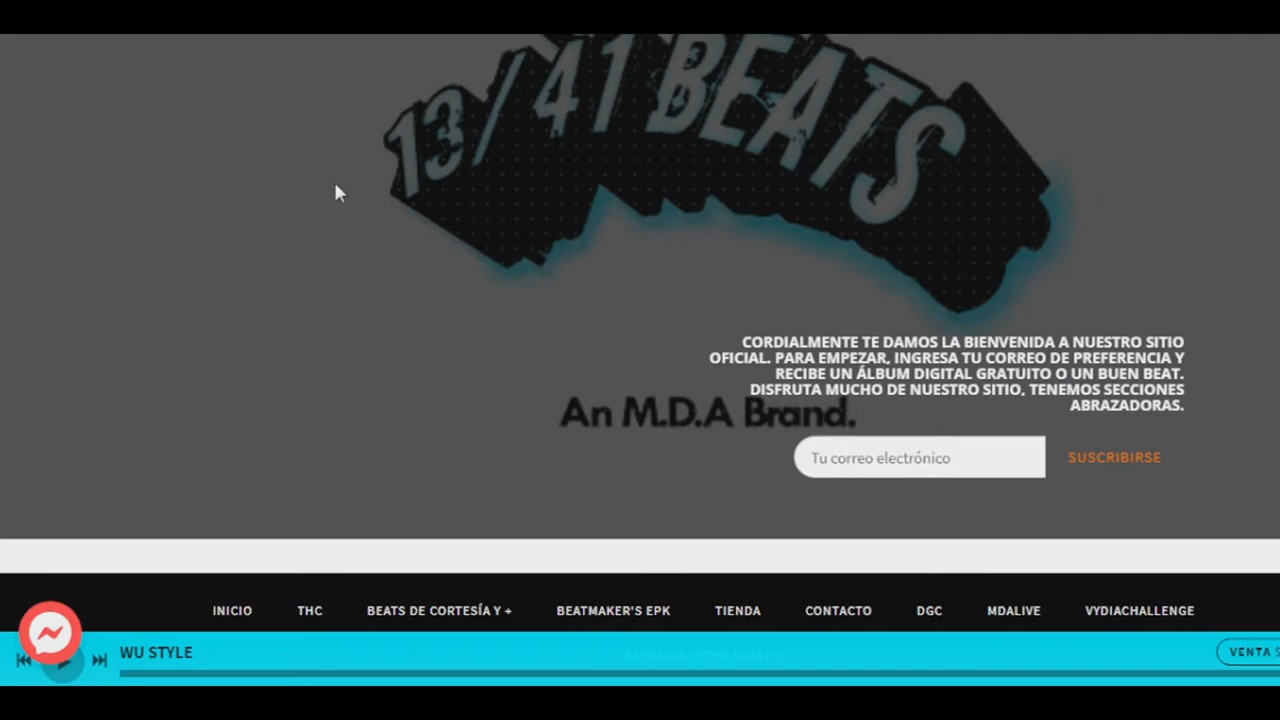 13/41 BEATS
CORDIALMENTE TE DAMOS LA BIENVENIDA A NUESTRO SITIO
OFICIAL. PARA EMPEZAR, INGRESA TU CORREO DE PREFERENCIA Y
RECIBE UN ÁLBUM DIGITAL GRATUITO O UN BUEN BEAT.
DISFRUTA MUCHO DE NUESTRO SITIO, TENEMOS SECCIONES
ABRAZADORAS.
An M.D.A Brand.
Tu correo electrónico
SUSCRIBIRSE
INICIO
THC
BEATS DE CORTESÍA Y +
BEATMAKER'S EPK
TIENDA
CONTACTO
DGC
MDALIVE
VYDIACHALLENGE
WU STYLE
VENTA $